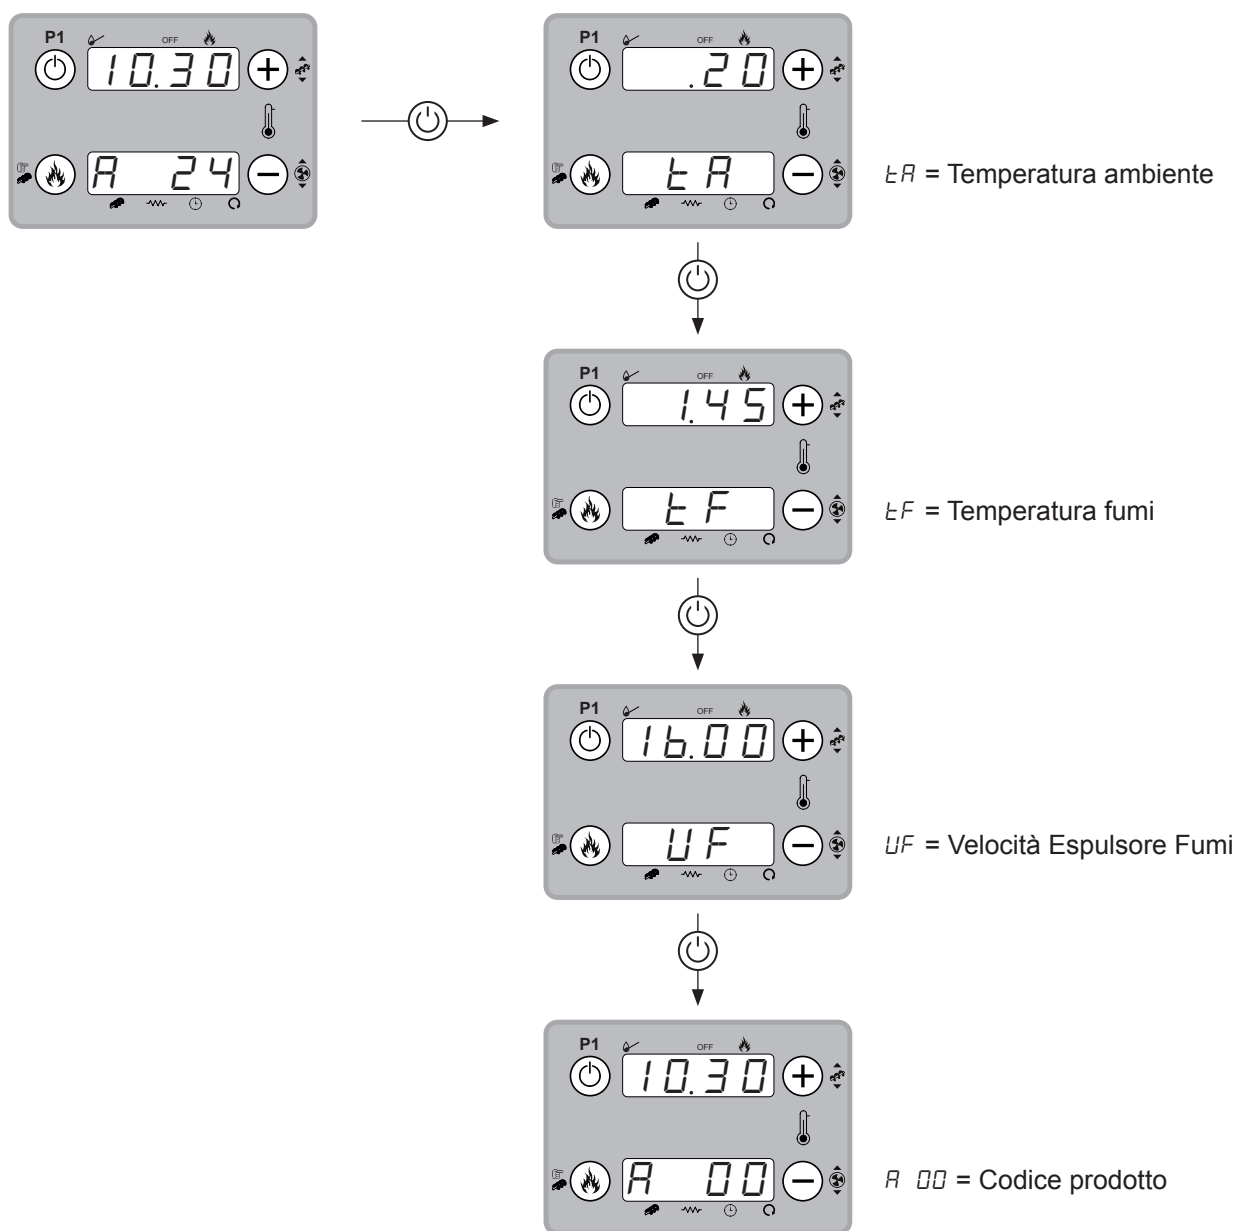 P1
OFF
10.30
A 24
P1
OFF
.20
tA
tA = Temperatura ambiente
P1
OFF
1.45
tF
tF = Temperatura fumi
P1
OFF
16.00
UF
UF = Velocità Espulsore Fumi
P1
OFF
10.30
A 00
A 00 = Codice prodotto